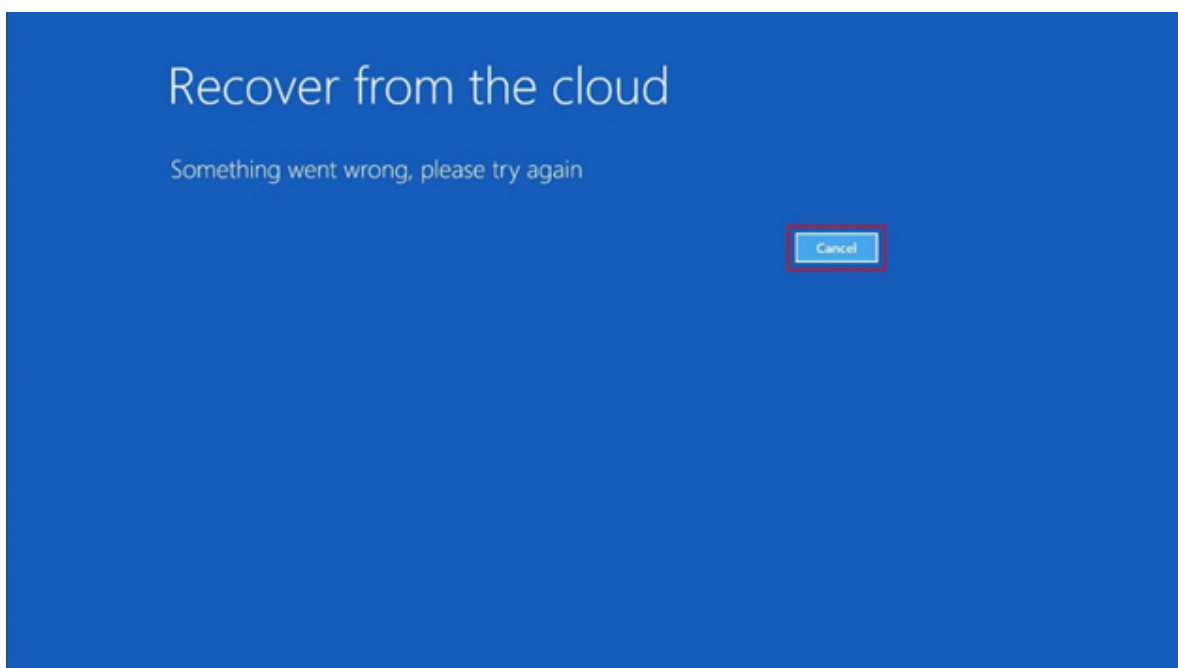 Recover from the cloud
Something went wrong, please try again
Cancel